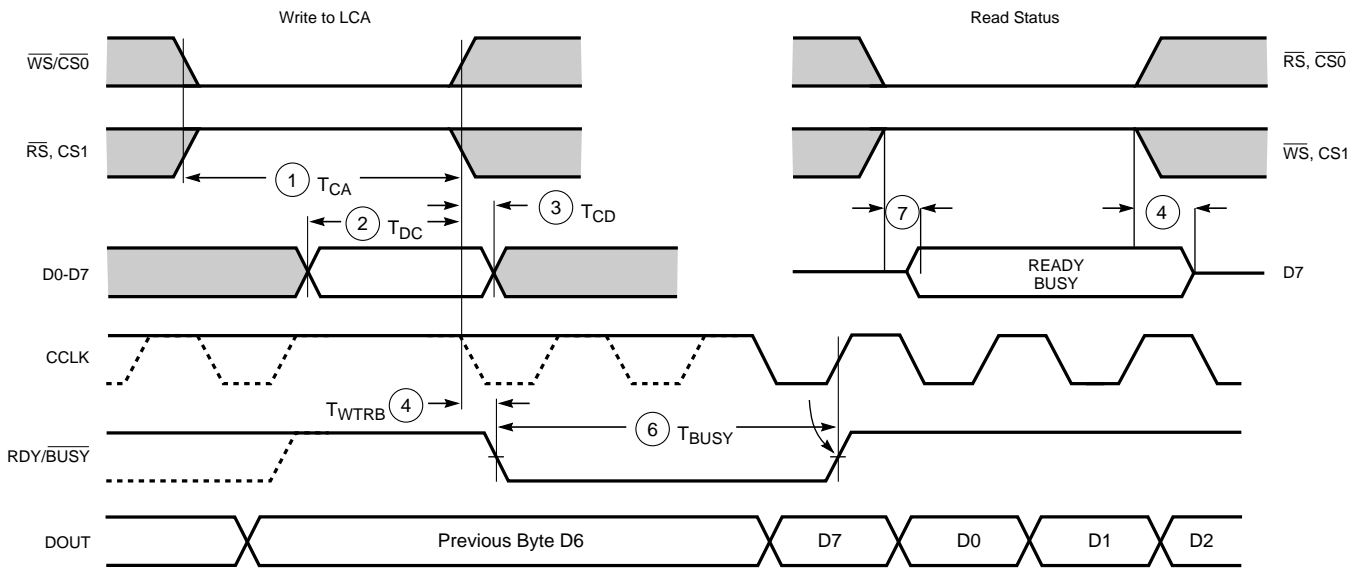 Write to LCA
Read Status
WS/CS0
RS, CS0
RS, CS1
WS, CS1
1 TCA
2 TDC
3 TCD
7
4
D0-D7
READY
BUSY
D7
CCLK
TWTRB 4
6 TBUSY
RDY/BUSY
DOUT
Previous Byte D6
D7
D0
D1
D2